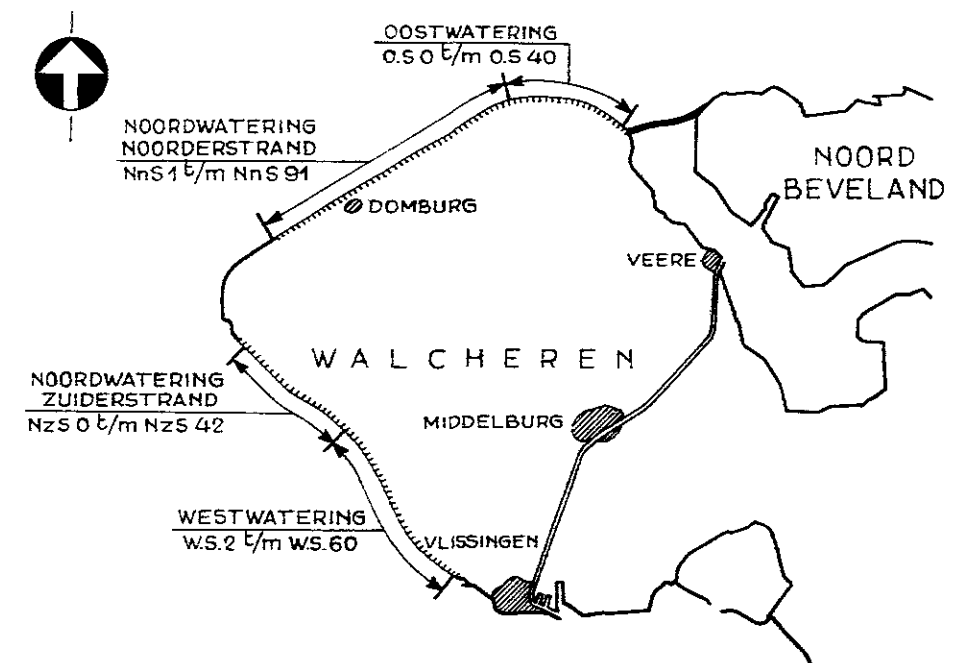 OOSTWATERING
O.S 0 t/m O.S 40
NOORDWATERING
NOORDERSTRAND
NnS 1 t/m NnS 91
NOORD
BEVELAND
DOMBURG
VEERE
WALCHEREN
NOORDWATERING
ZUIDERSTRAND
NzS 0 t/m NzS 42
MIDDELBURG
WESTWATERING
W.S.2 t/m W.S.60
VLISSINGEN